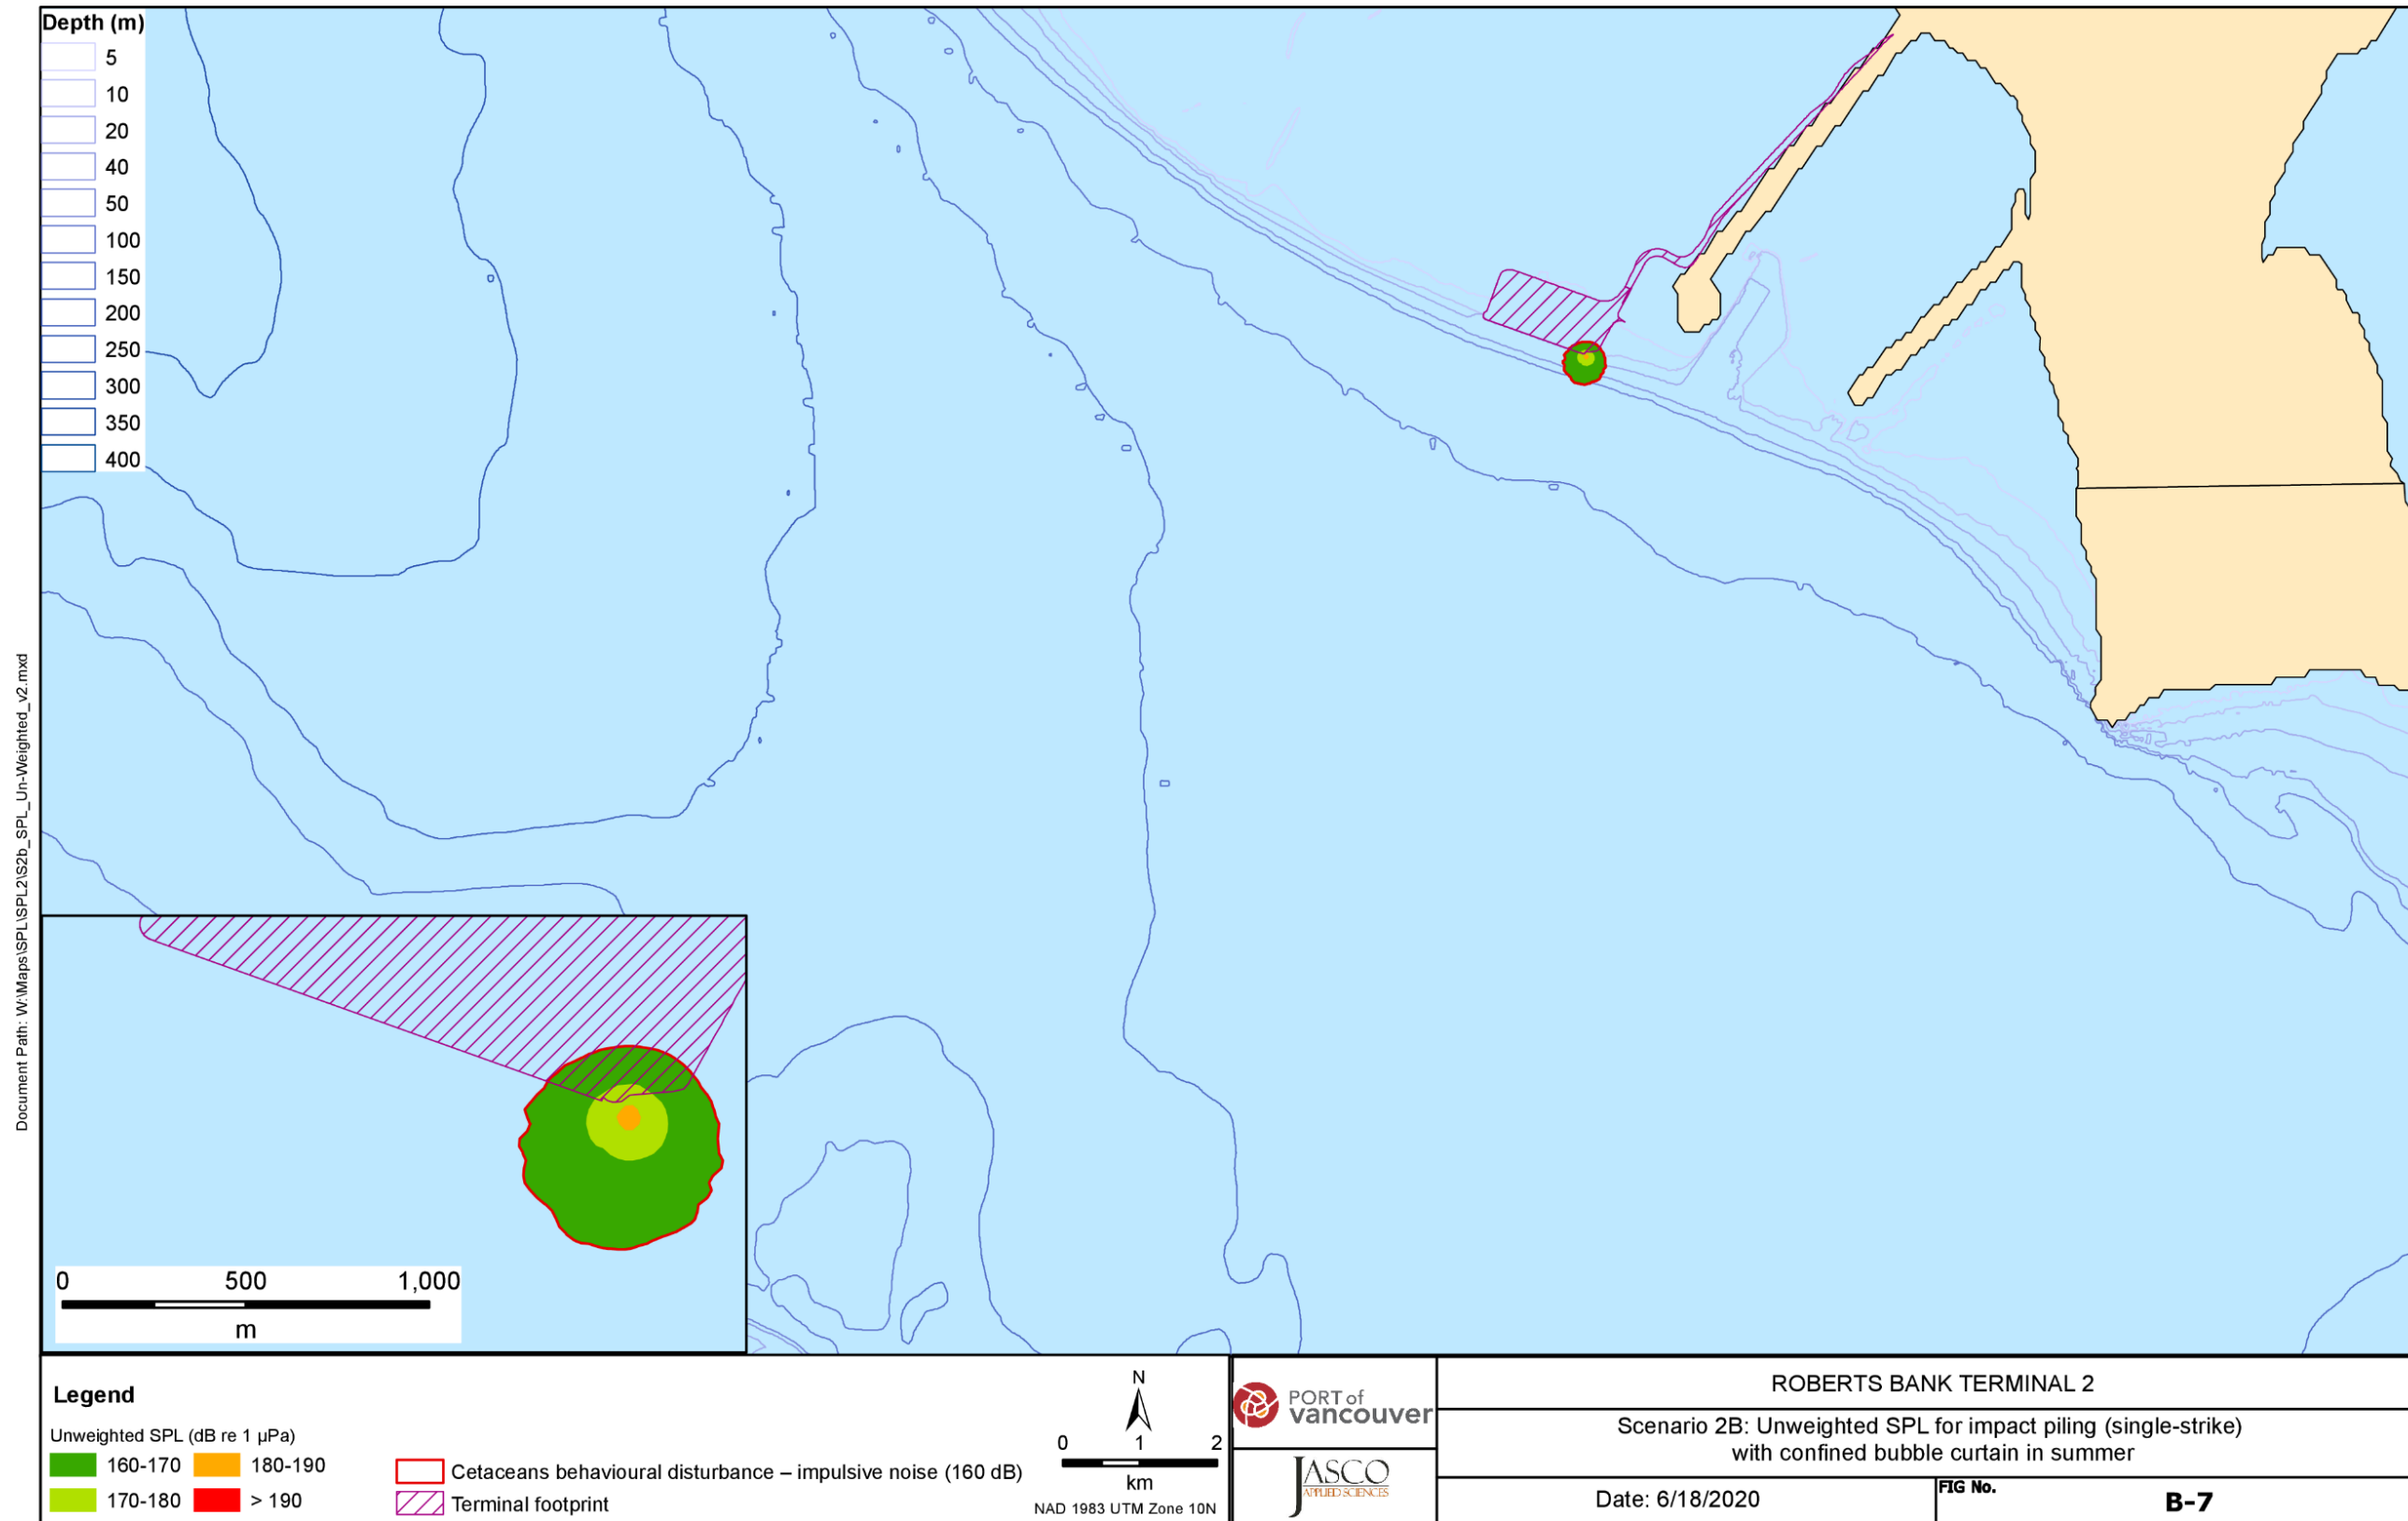 Depth (m)
5
10
20
40
50
100
150
200
250
300
350
400
Document Path: W:\Maps\SPL\SPL2\S2b_SPL_Un-Weighted_v2.mxd
0 500 1,000
m
Legend
Unweighted SPL (dB re 1 µPa)
160-170 180-190
170-180 > 190
Cetaceans behavioural disturbance – impulsive noise (160 dB)
Terminal footprint
N
0 1 2
km
NAD 1983 UTM Zone 10N
PORT of
vancouver
JASCO
APPLIED SCIENCES
ROBERTS BANK TERMINAL 2
Scenario 2B: Unweighted SPL for impact piling (single-strike)
with confined bubble curtain in summer
Date: 6/18/2020
FIG No.
B-7